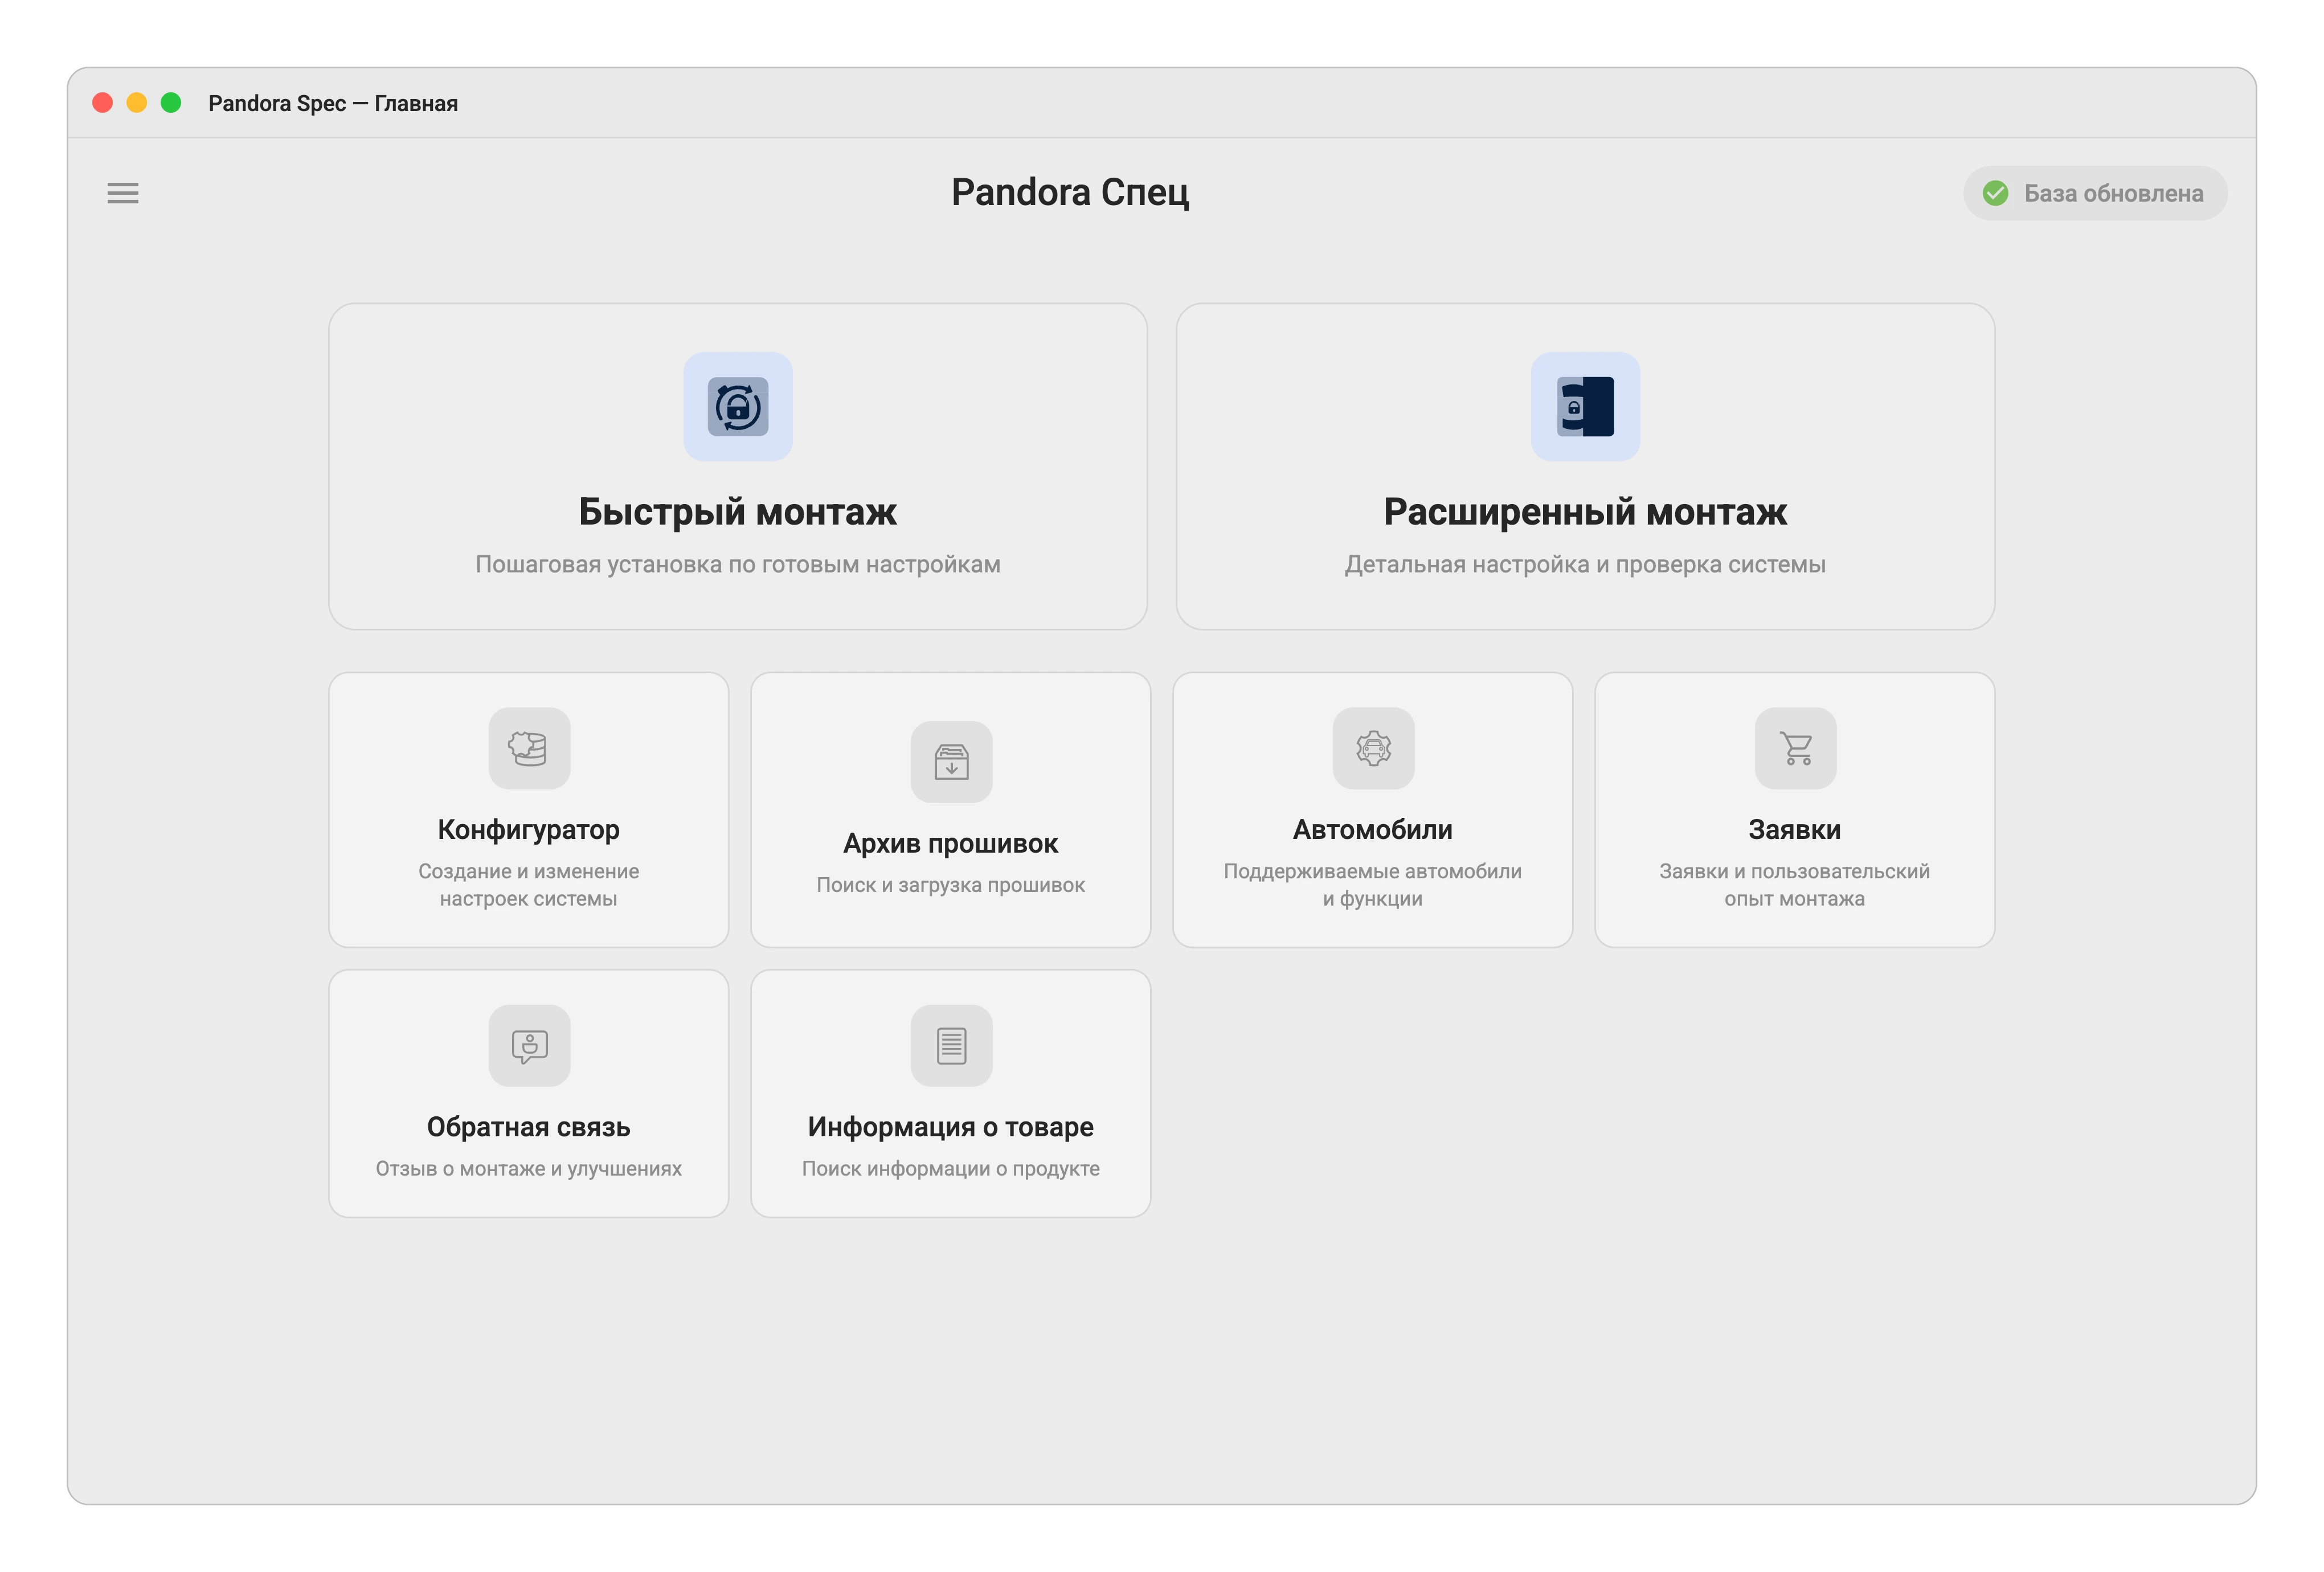 Pandora Spec — Главная
Pandora Спец
База обновлена
Быстрый монтаж
Пошаговая установка по готовым настройкам
Расширенный монтаж
Детальная настройка и проверка системы
Конфигуратор
Создание и изменение
настроек системы
Архив прошивок
Поиск и загрузка прошивок
Автомобили
Поддерживаемые автомобили
и функции
Заявки
Заявки и пользовательский
опыт монтажа
Обратная связь
Отзыв о монтаже и улучшениях
Информация о товаре
Поиск информации о продукте